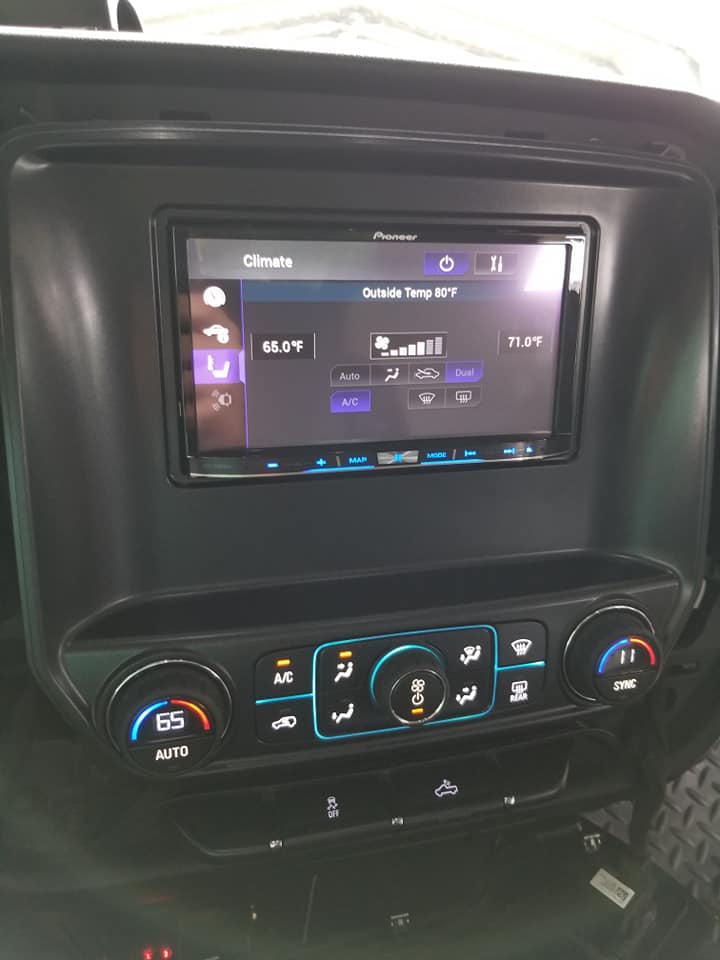 Pioneer
Climate
Outside Temp 80°F
65.0°F
71.0°F
Auto
Dual
A/C
MAP
MODE
A/C
65
AUTO
REAR
SYNC
OFF